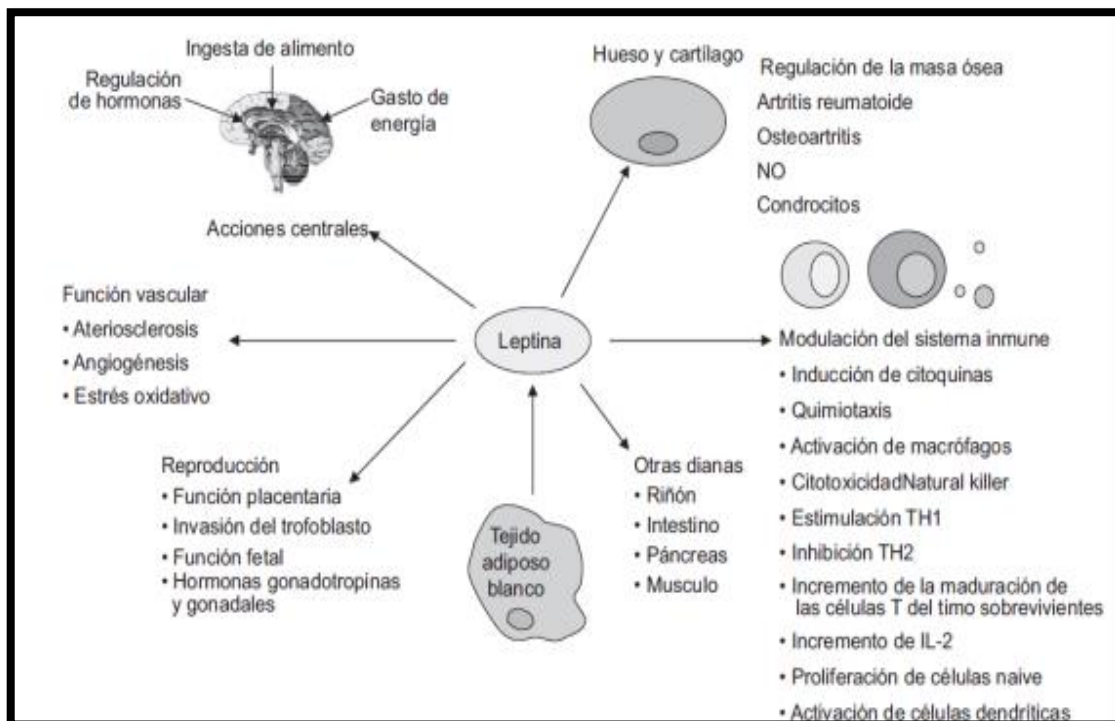 Ingesta de alimento
Regulación
de hormonas
Gasto de
energía
Acciones centrales
Hueso y cartílago
Regulación de la masa ósea
Artritis reumatoide
Osteoartritis
NO
Condrocitos
Función vascular
• Ateriosclerosis
• Angiogénesis
• Estrés oxidativo
Leptina
Modulación del sistema inmune
• Inducción de citoquinas
• Quimiotaxis
• Activación de macrófagos
• CitotoxicidadNatural killer
• Estimulación TH1
• Inhibición TH2
• Incremento de la maduración de
las células T del timo sobrevivientes
• Incremento de IL-2
• Proliferación de células naive
• Activación de células dendríticas
Reproducción
• Función placentaria
• Invasión del trofoblasto
• Función fetal
• Hormonas gonadotropinas
y gonadales
Tejido
adiposo
blanco
Otras dianas
• Riñón
• Intestino
• Páncreas
• Musculo